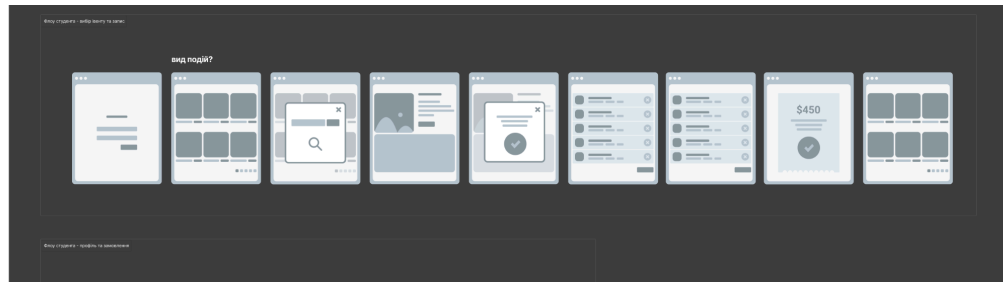 Флоу студента - вибір івенту та запис
вид подій?
$450
Флоу студента - профіль та замовлення